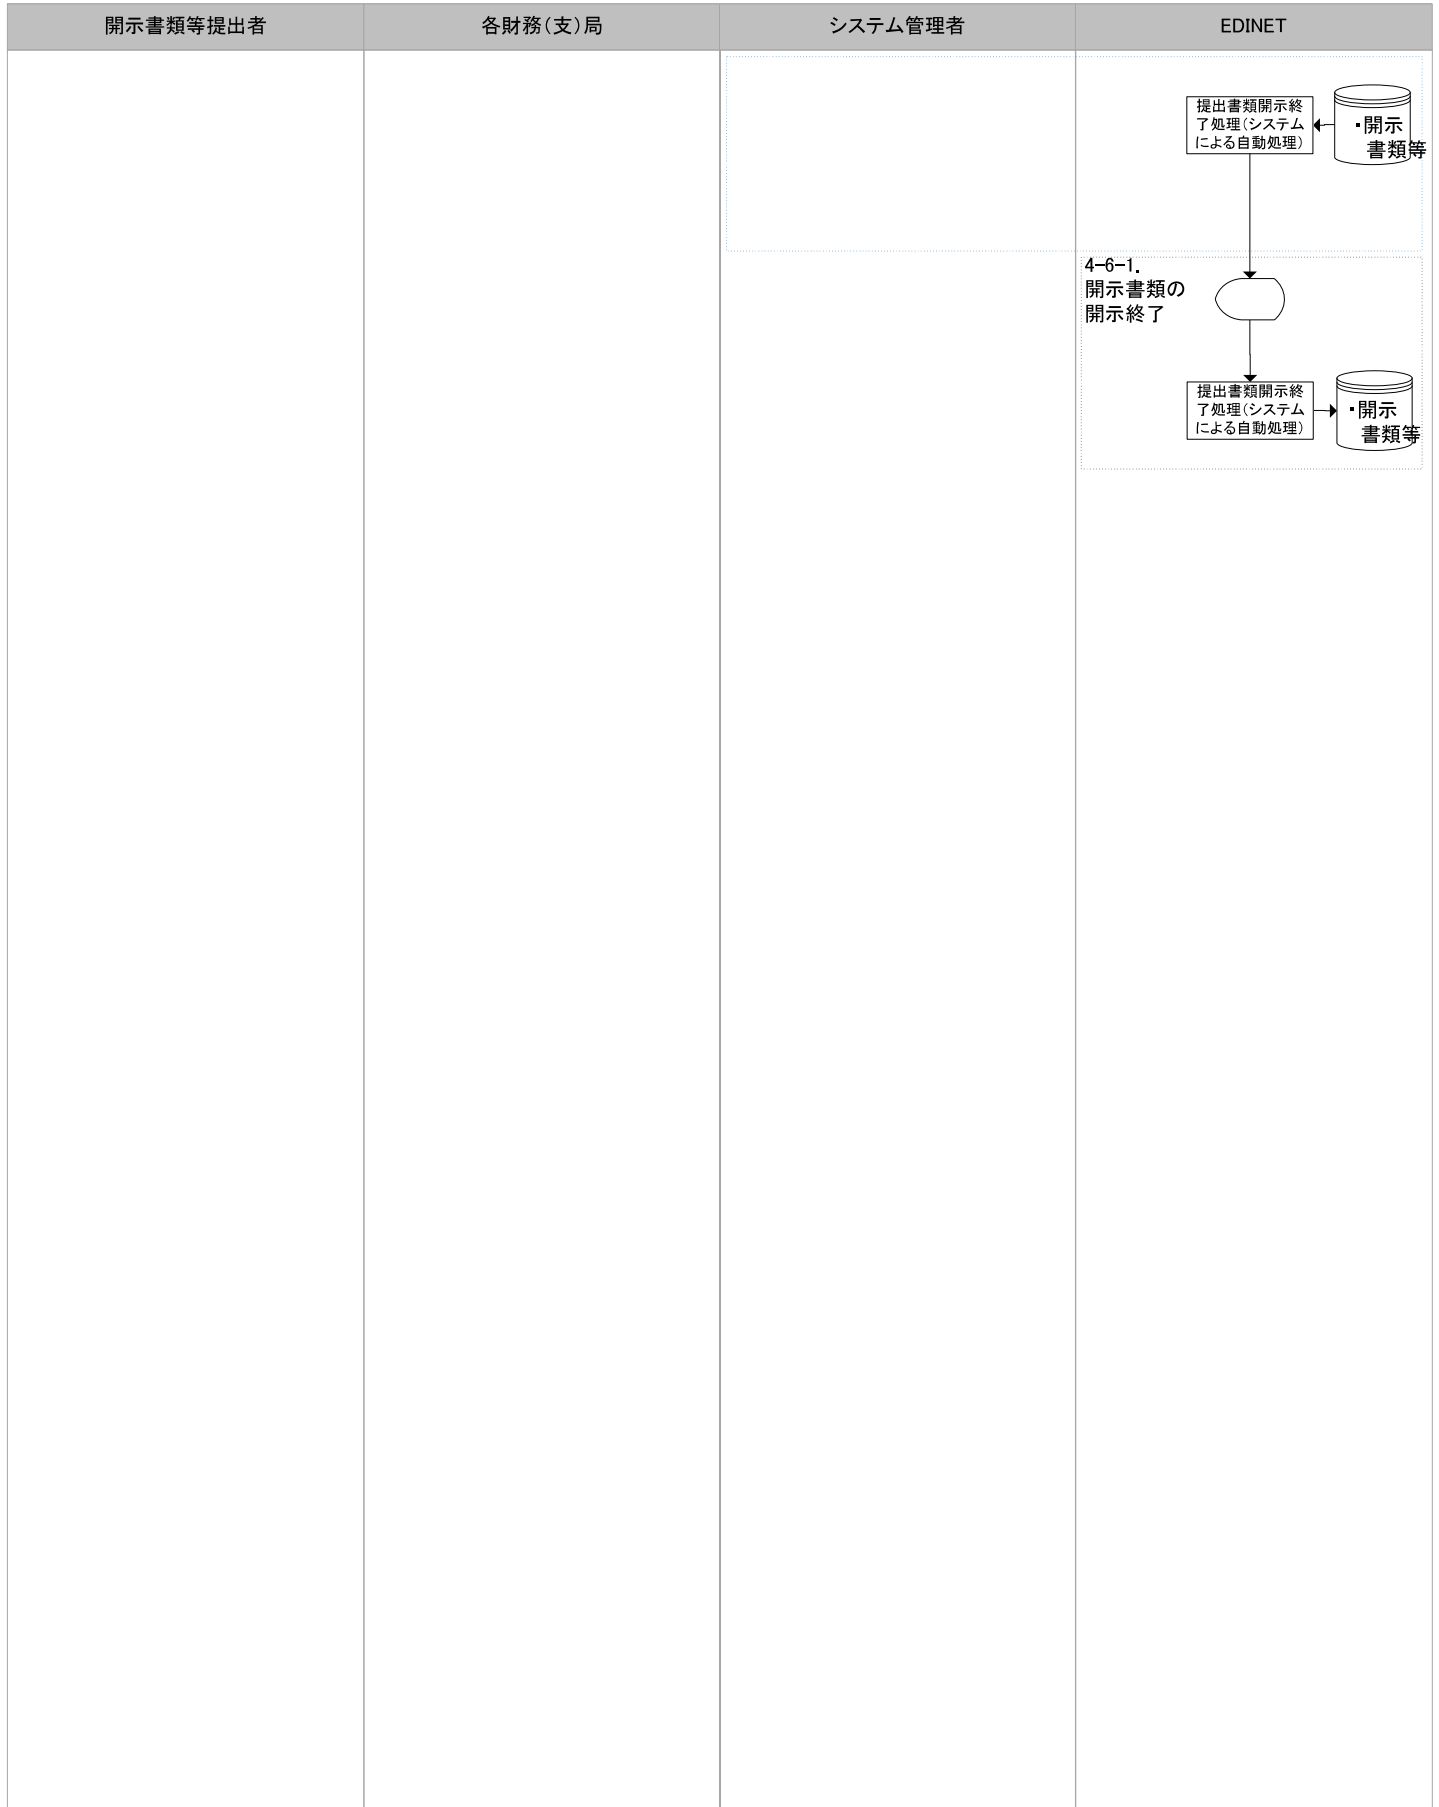 開示書類等提出者
各財務(支)局
システム管理者
EDINET
提出書類開示終
了処理(システム
による自動処理)
・開示
書類等
4-6-1.
開示書類の
開示終了
提出書類開示終
了処理(システム
による自動処理)
・開示
書類等